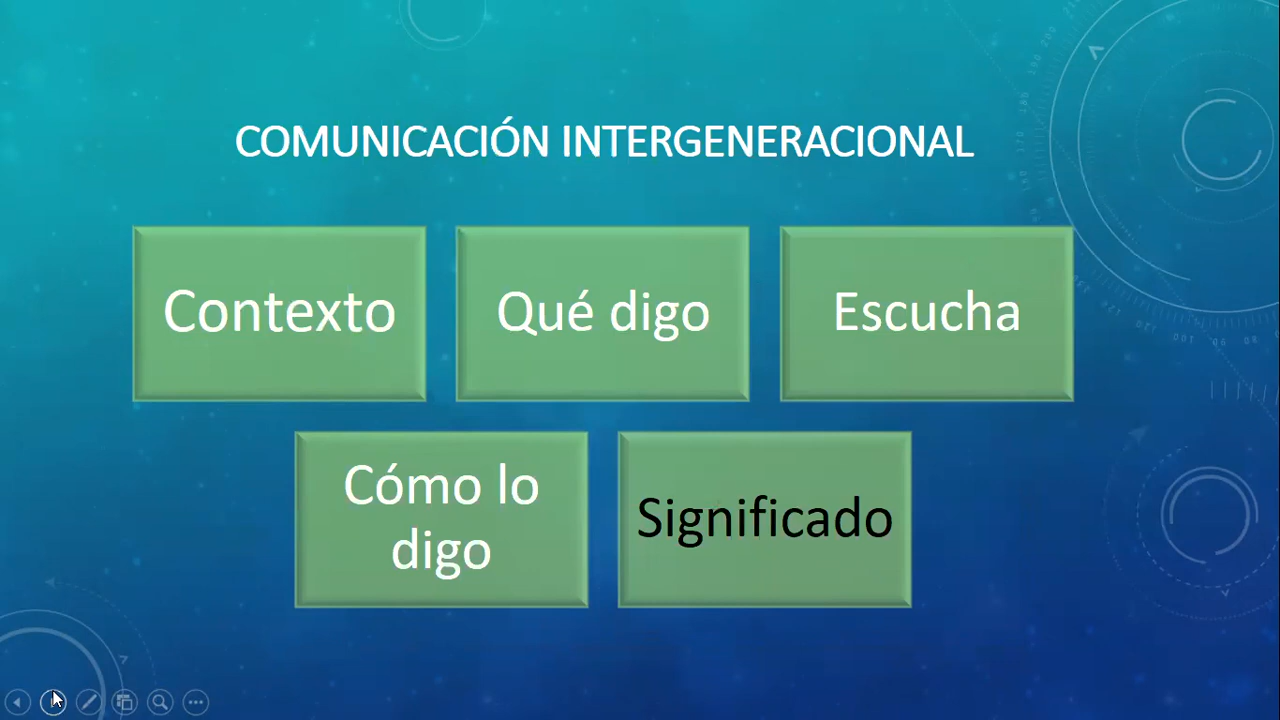 COMUNICACIÓN INTERGENERACIONAL
Contexto
Qué digo
Escucha
Cómo lo
digo
Significado